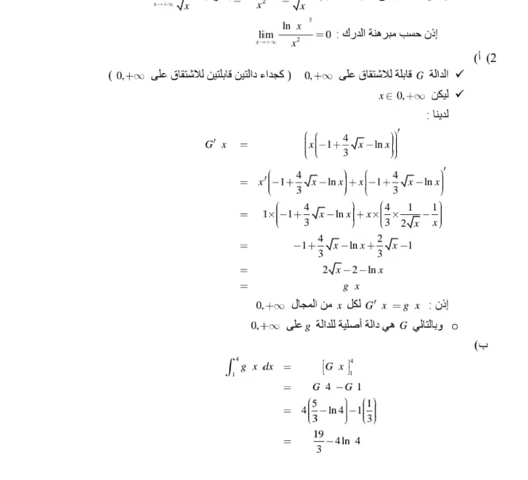 إذن حسب مبرهنة الدرك : lim x→+∞ (ln x)³ / x² = 0
2) أ)
✓ الدالة G قابلة للاشتقاق على 0,+∞ ( كجداء دالتين قابلتين للاشتقاق على 0,+∞ )
✓ ليكن x ∈ 0,+∞
لدينا :
G′ x = (x(−1+4/3 √x −ln x))′
= x′(−1+4/3 √x −ln x)+x(−1+4/3 √x −ln x)′
= 1×(−1+4/3 √x −ln x)+x×(4/3 × 1/(2√x) − 1/x)
= −1+4/3 √x −ln x+2/3 √x −1
= 2√x −2−ln x
= g x
إذن : G′ x = g x لكل x من المجال 0,+∞
o وبالتالي G هي دالة أصلية للدالة g على 0,+∞
ب)
∫₁⁴ g x dx = [G x]₁⁴
= G 4 −G 1
= 4(5/3 −ln 4)−1(1/3)
= 19/3 −4ln 4